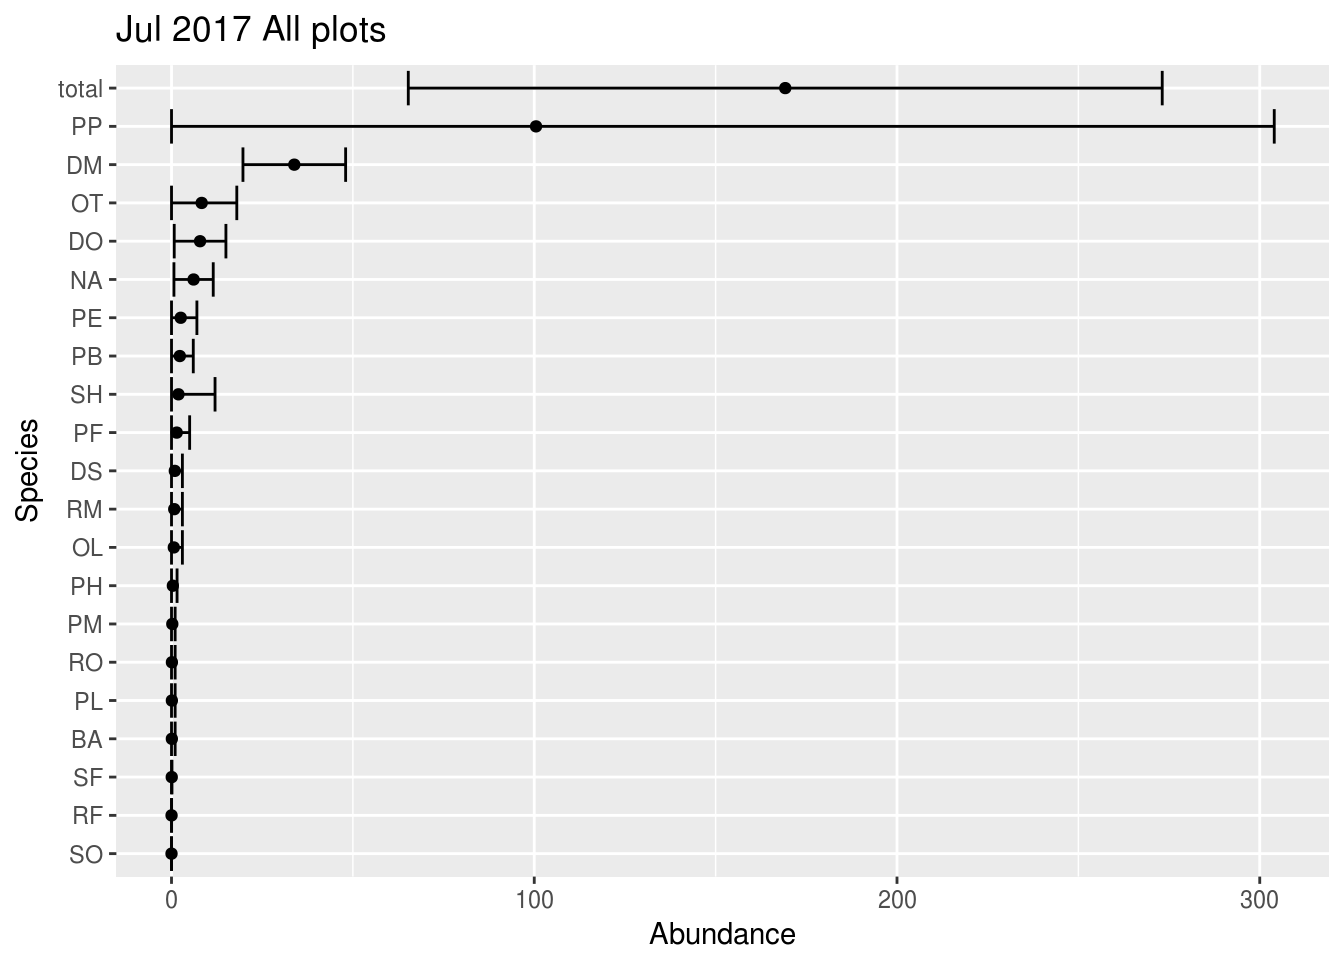 Jul 2017 All plots
total
PP
DM
OT
DO
NA
PE
PB
SH
PF
DS
RM
OL
PH
PM
RO
PL
BA
SF
RF
SO
Species
0 100 200 300
Abundance